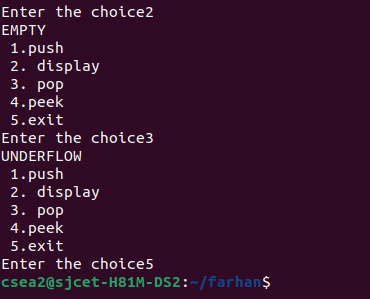 Enter the choice2
EMPTY
 1.push
 2. display
 3. pop
 4.peek
 5.exit
Enter the choice3
UNDERFLOW
 1.push
 2. display
 3. pop
 4.peek
 5.exit
Enter the choice5
csea2@sjcet-H81M-DS2:~/farhan$